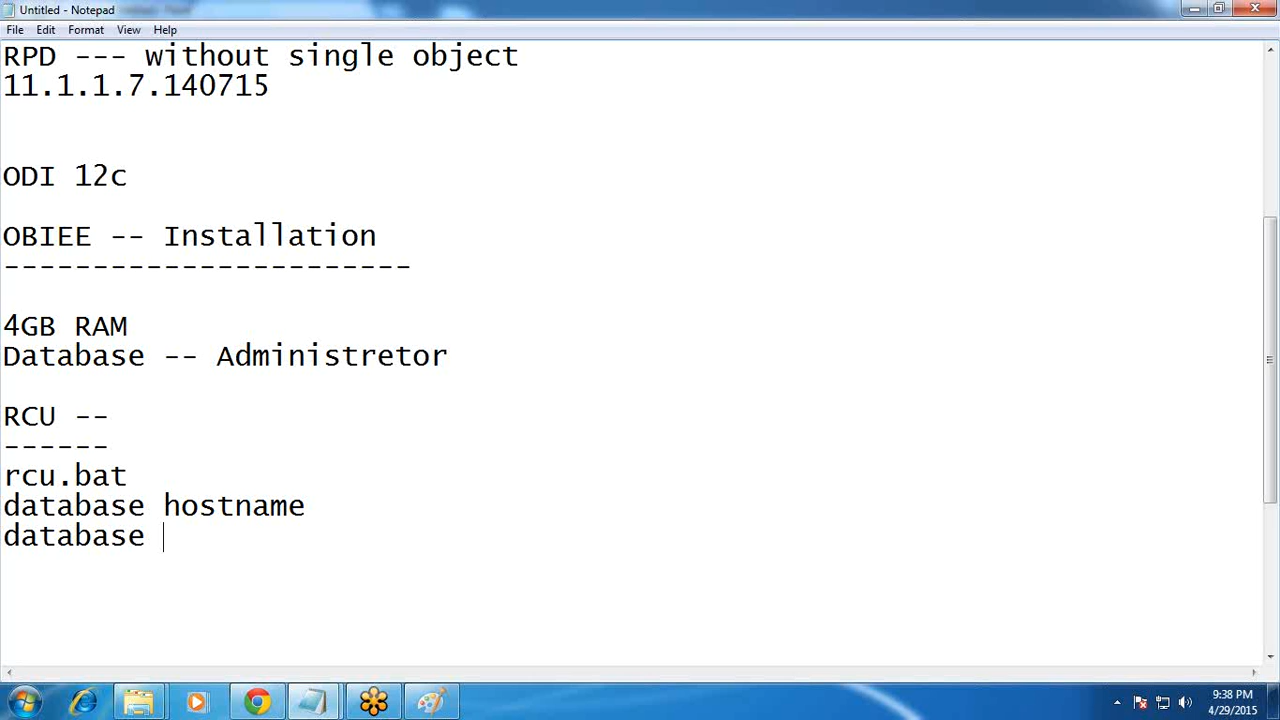 Untitled - Notepad
File Edit Format View Help
RPD --- without single object
11.1.1.7.140715
ODI 12c
OBIEE -- Installation
-----------------------
4GB RAM
Database -- Administretor
RCU --
------
rcu.bat
database hostname
database
9:38 PM
4/29/2015